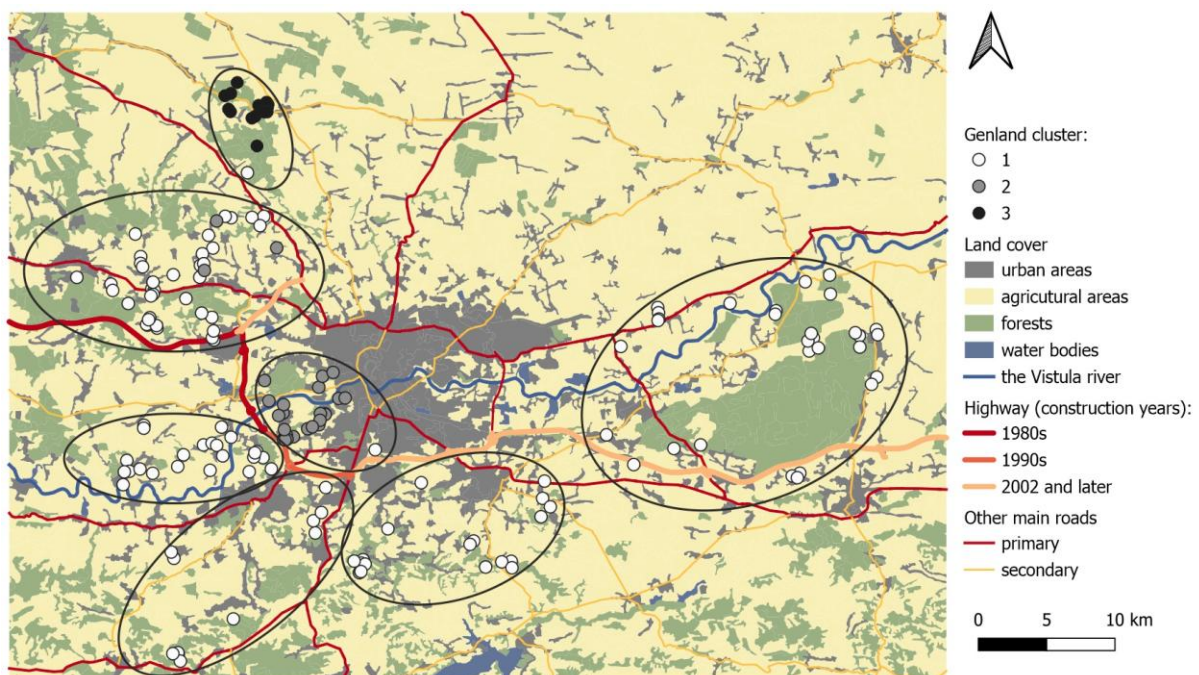 Genland cluster:
1
2
3
Land cover
urban areas
agricutural areas
forests
water bodies
the Vistula river
Highway (construction years):
1980s
1990s
2002 and later
Other main roads
primary
secondary
0 5 10 km